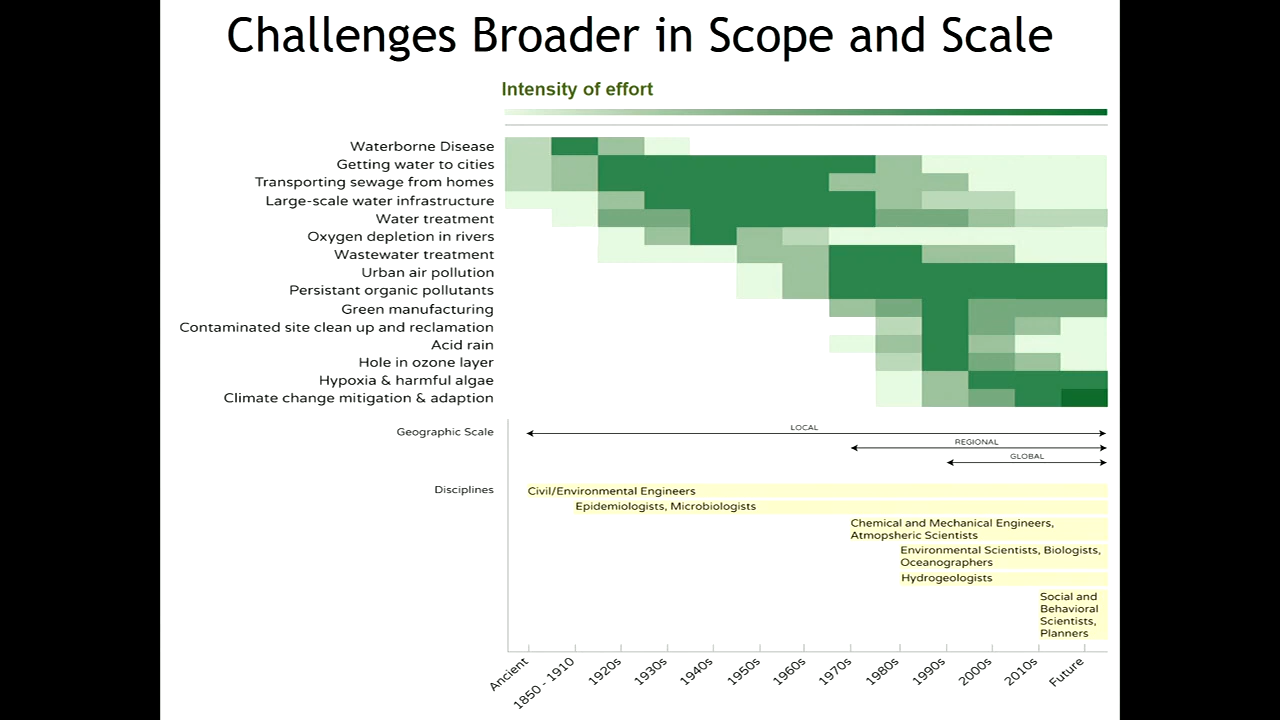 Challenges Broader in Scope and Scale
Intensity of effort
Waterborne Disease
Getting water to cities
Transporting sewage from homes
Large-scale water infrastructure
Water treatment
Oxygen depletion in rivers
Wastewater treatment
Urban air pollution
Persistant organic pollutants
Green manufacturing
Contaminated site clean up and reclamation
Acid rain
Hole in ozone layer
Hypoxia & harmful algae
Climate change mitigation & adaption
Geographic Scale
LOCAL
REGIONAL
GLOBAL
Disciplines
Civil/Environmental Engineers
Epidemiologists, Microbiologists
Chemical and Mechanical Engineers,
Atmopsheric Scientists
Environmental Scientists, Biologists,
Oceanographers
Hydrogeologists
Social and
Behavioral
Scientists,
Planners
Ancient
1850 - 1910
1920s
1930s
1940s
1950s
1960s
1970s
1980s
1990s
2000s
2010s
Future